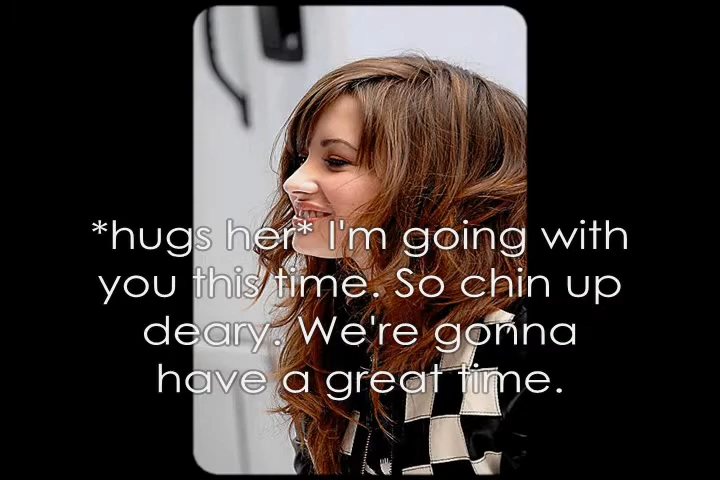 *hugs her* I'm going with
you this time. So chin up
deary. We're gonna
have a great time.